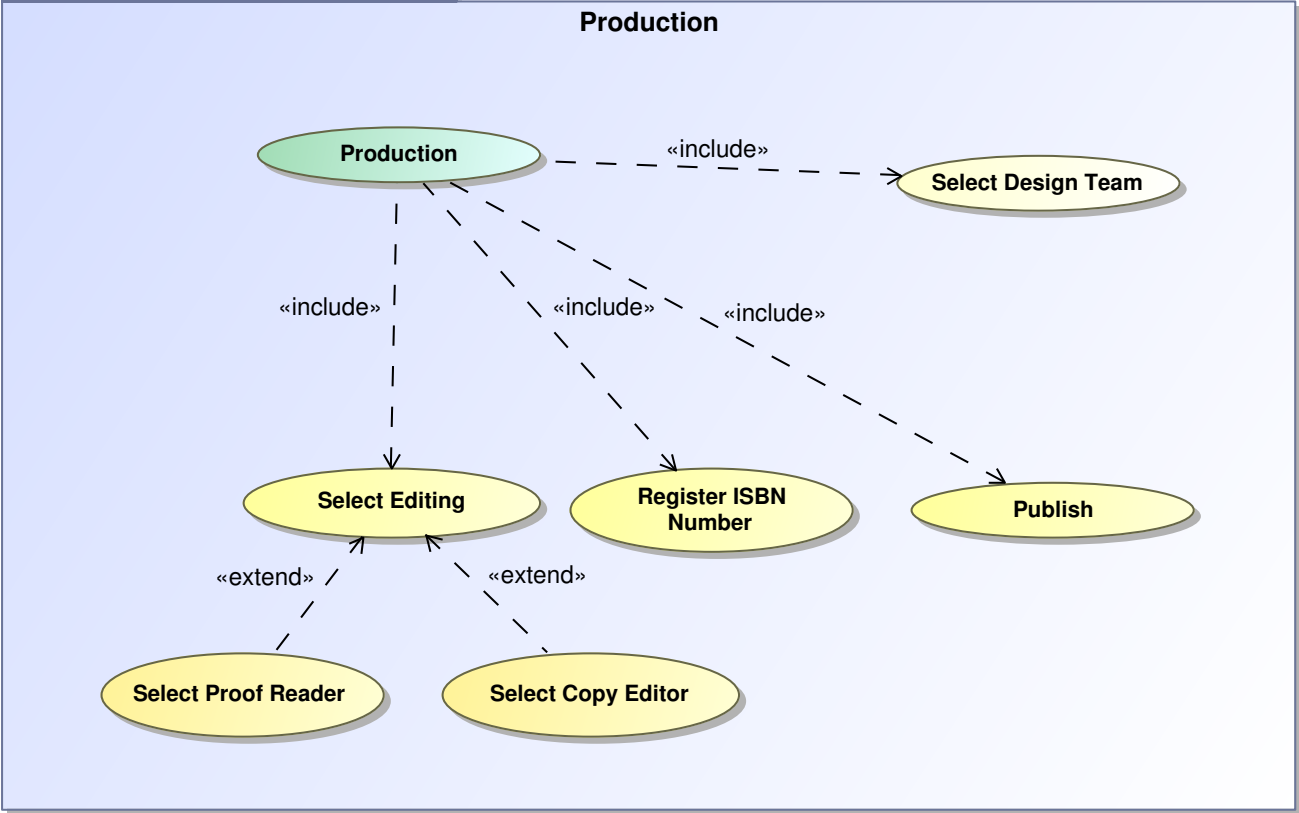 Production
Production
«include»
Select Design Team
«include»
«include»
«include»
Select Editing
Register ISBN
Number
Publish
«extend»
«extend»
Select Proof Reader
Select Copy Editor